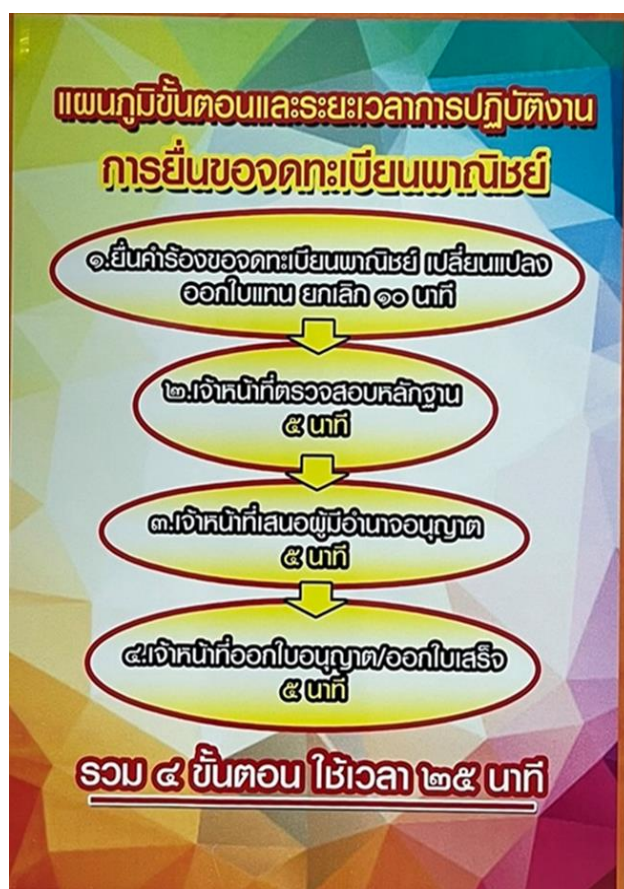 แผนภูมิขั้นตอนและระยะเวลาการปฏิบัติงาน
การยื่นขอจดทะเบียนพาณิชย์
๑.ยื่นคำร้องขอจดทะเบียนพาณิชย์ เปลี่ยนแปลง
ออกใบแทน ยกเลิก ๑๐ นาที
๒.เจ้าหน้าที่ตรวจสอบหลักฐาน
๕ นาที
๓.เจ้าหน้าที่เสนอผู้มีอำนาจอนุญาต
๕ นาที
๔.เจ้าหน้าที่ออกใบอนุญาต/ออกใบเสร็จ
๕ นาที
รวม ๔ ขั้นตอน ใช้เวลา ๒๕ นาที